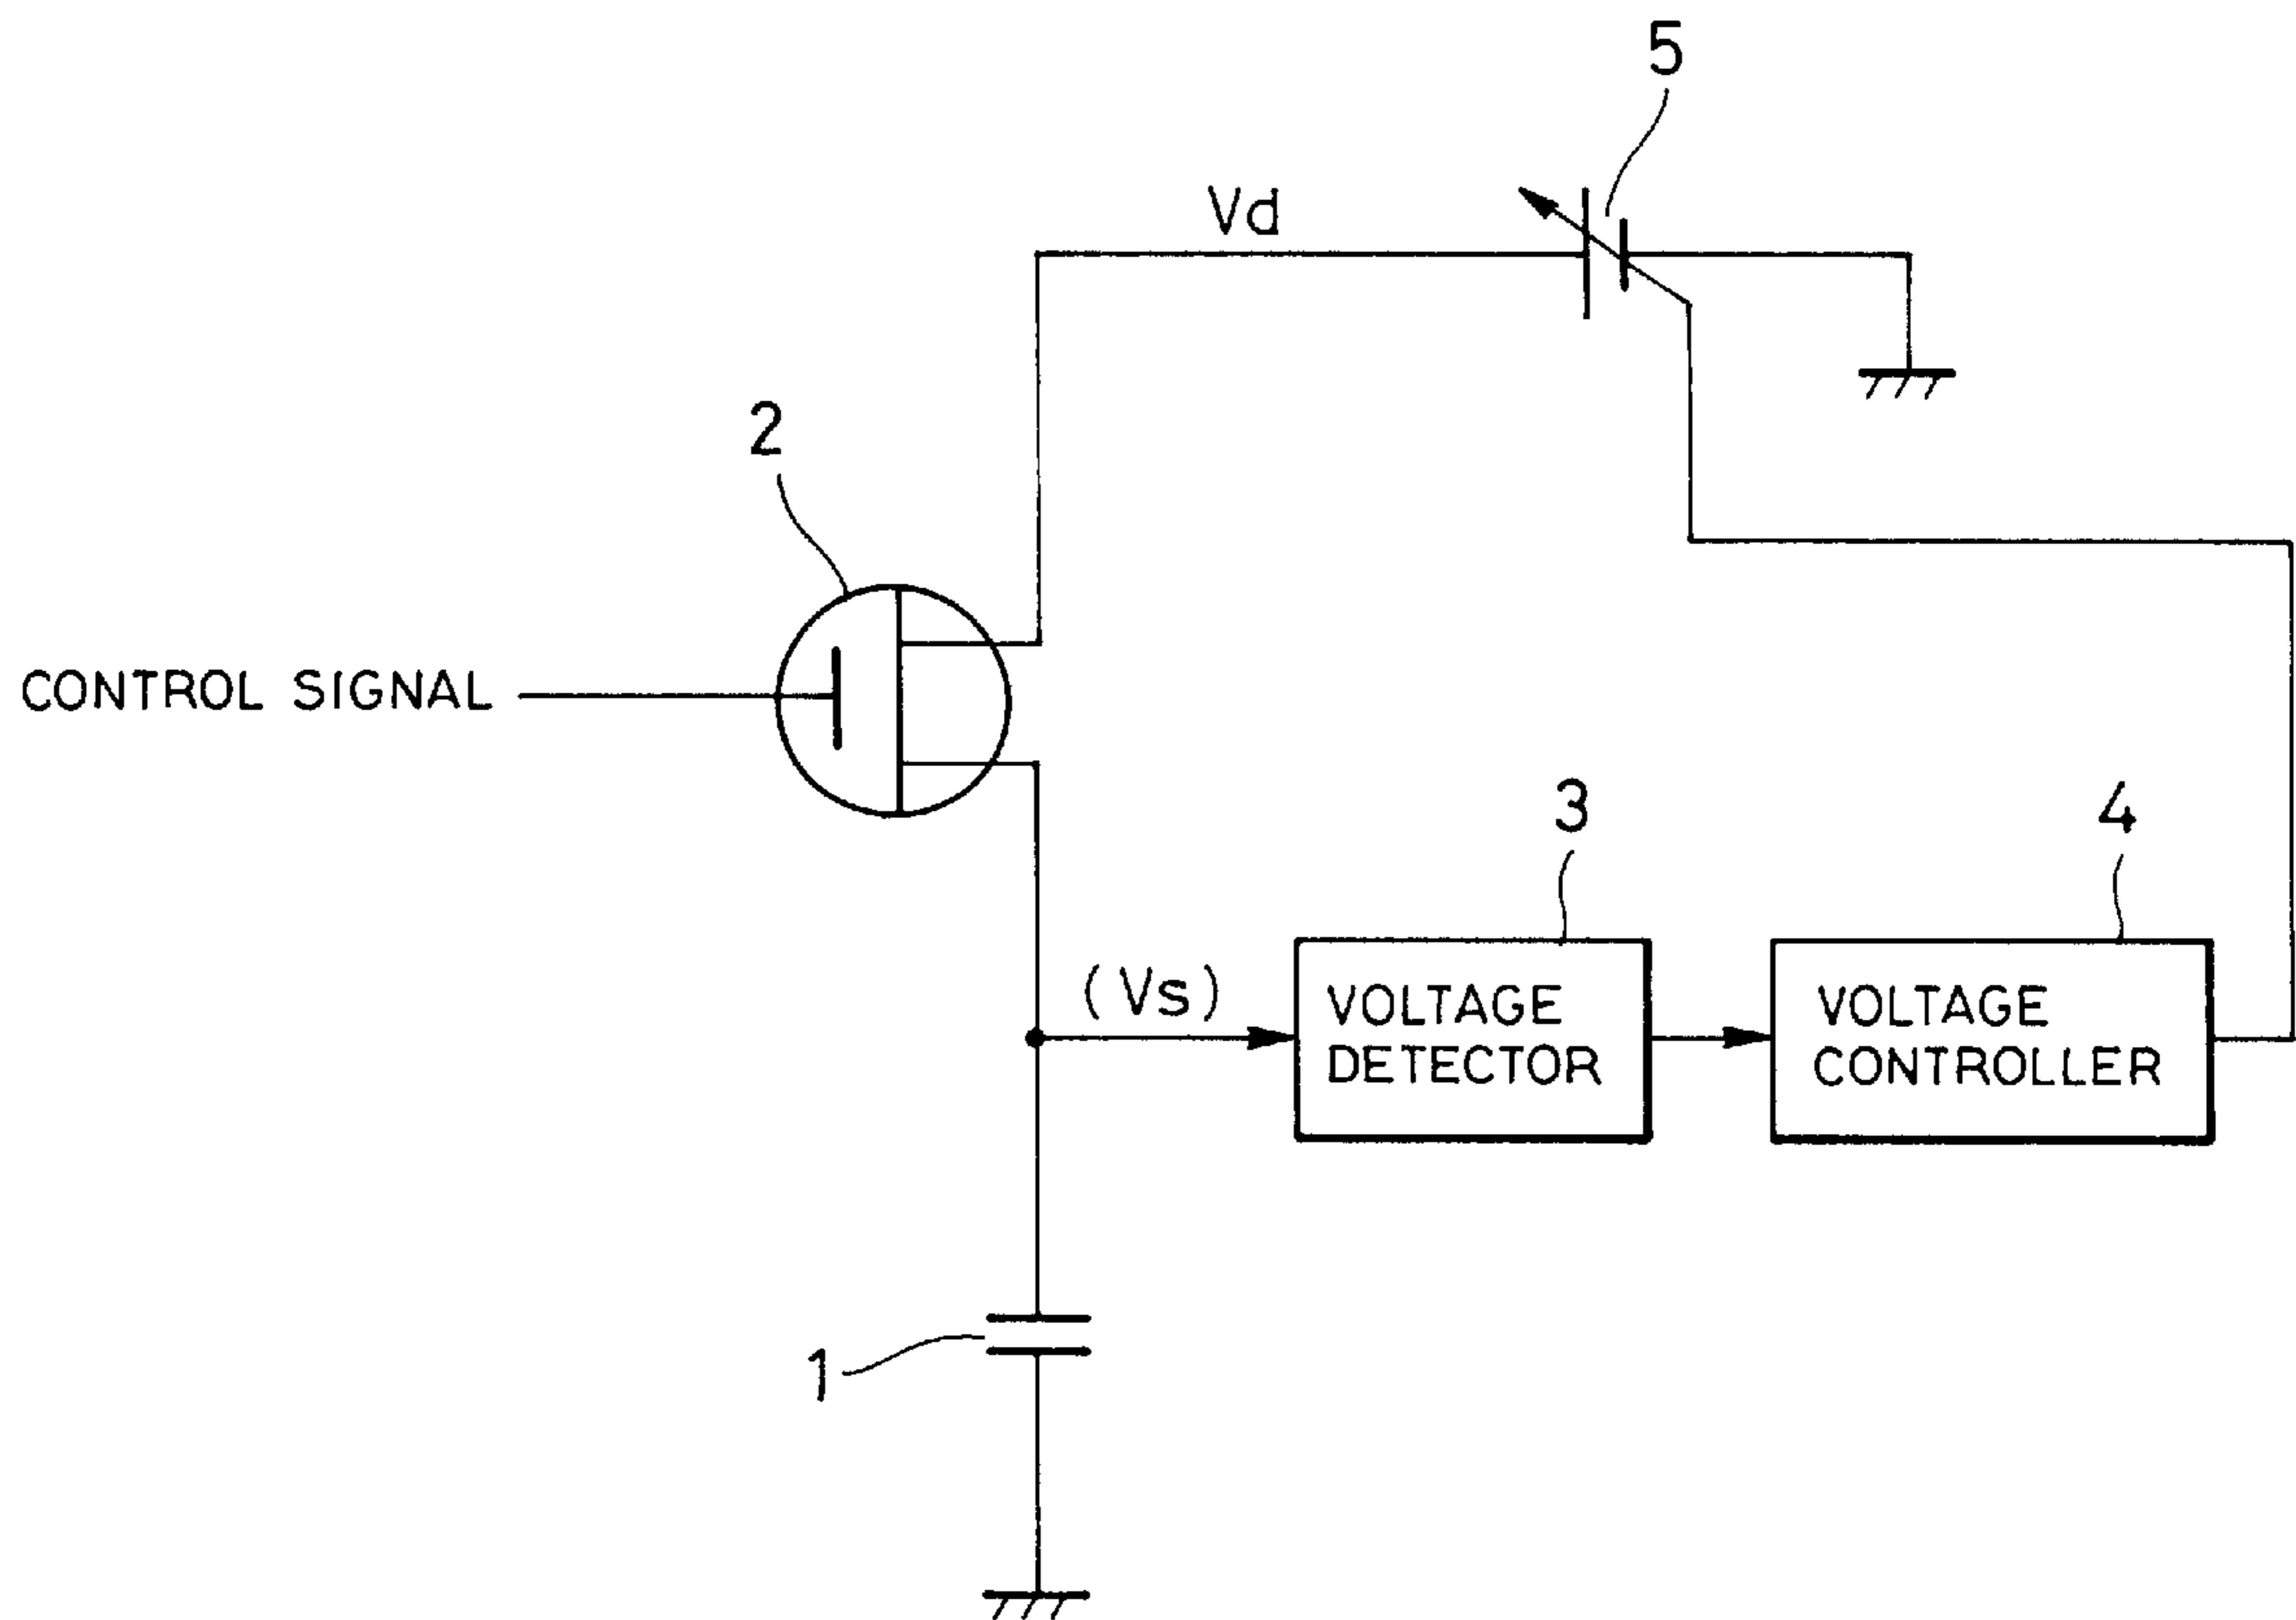 5
Vd
2
CONTROL SIGNAL
3
4
(Vs)
VOLTAGE
DETECTOR
VOLTAGE
CONTROLLER
1